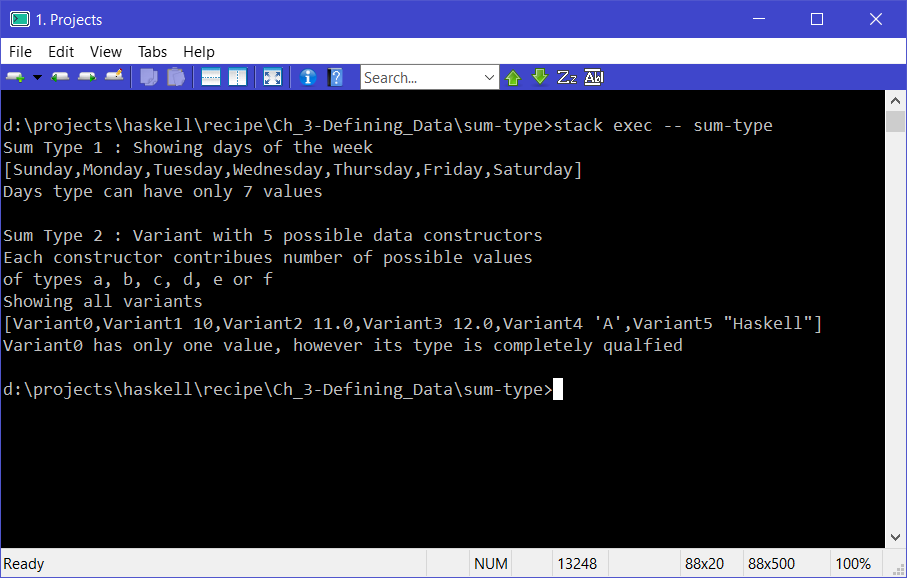 1. Projects
File Edit View Tabs Help
Search... Zz Ab
d:\projects\haskell\recipe\Ch_3-Defining_Data\sum-type>stack exec -- sum-type
Sum Type 1 : Showing days of the week
[Sunday,Monday,Tuesday,Wednesday,Thursday,Friday,Saturday]
Days type can have only 7 values
Sum Type 2 : Variant with 5 possible data constructors
Each constructor contribues number of possible values
of types a, b, c, d, e or f
Showing all variants
[Variant0,Variant1 10,Variant2 11.0,Variant3 12.0,Variant4 'A',Variant5 "Haskell"]
Variant0 has only one value, however its type is completely qualfied
d:\projects\haskell\recipe\Ch_3-Defining_Data\sum-type>
Ready NUM 13248 88x20 88x500 100%